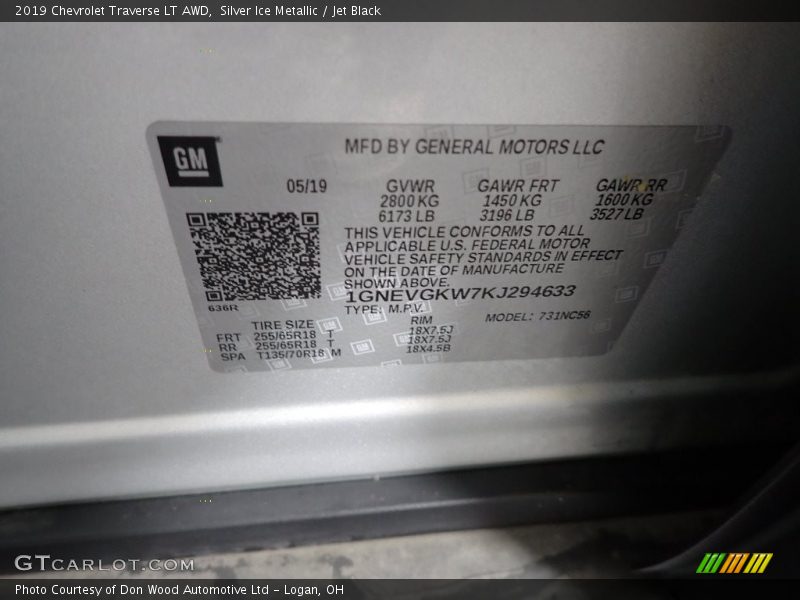 2019 Chevrolet Traverse LT AWD,  Silver Ice Metallic / Jet Black
GM
MFD BY GENERAL MOTORS LLC
05/19 GVWR GAWR FRT GAWR RR
2800 KG 1450 KG 1600 KG
6173 LB 3196 LB 3527 LB
THIS VEHICLE CONFORMS TO ALL
APPLICABLE U.S. FEDERAL MOTOR
VEHICLE SAFETY STANDARDS IN EFFECT
ON THE DATE OF MANUFACTURE
SHOWN ABOVE.
1GNEVGKW7KJ294633
636R
TYPE: M.P.V. MODEL: 731NC56
TIRE SIZE RIM
FRT 255/65R18 T 18X7.5J
RR 255/65R18 T 18X7.5J
SPA T135/70R18 M 18X4.5B
GTCARLOT.COM
Photo Courtesy of Don Wood Automotive Ltd - Logan, OH